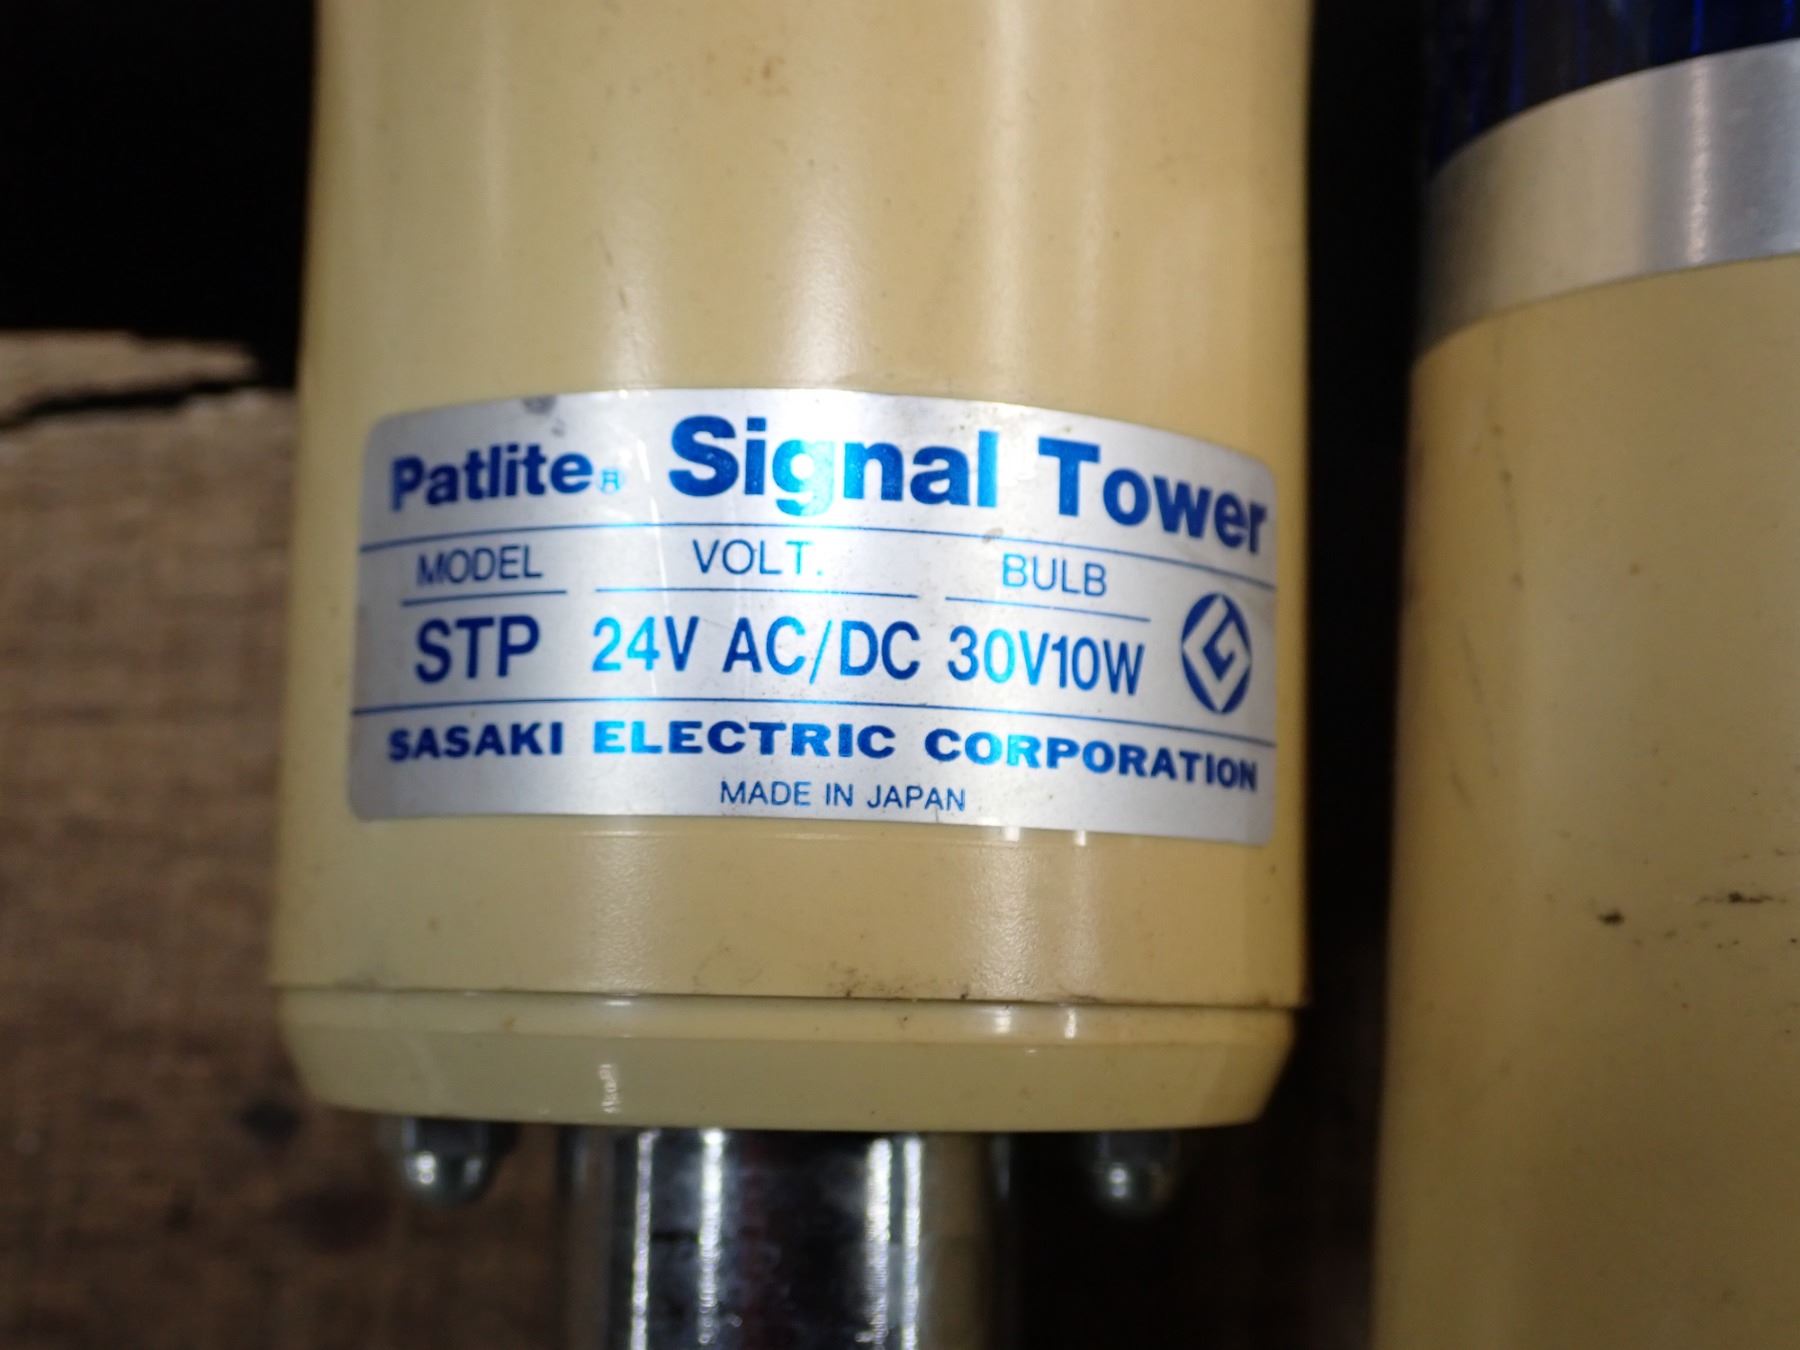 Patlite® Signal Tower
MODEL VOLT. BULB
STP 24V AC/DC 30V10W
SASAKI ELECTRIC CORPORATION
MADE IN JAPAN